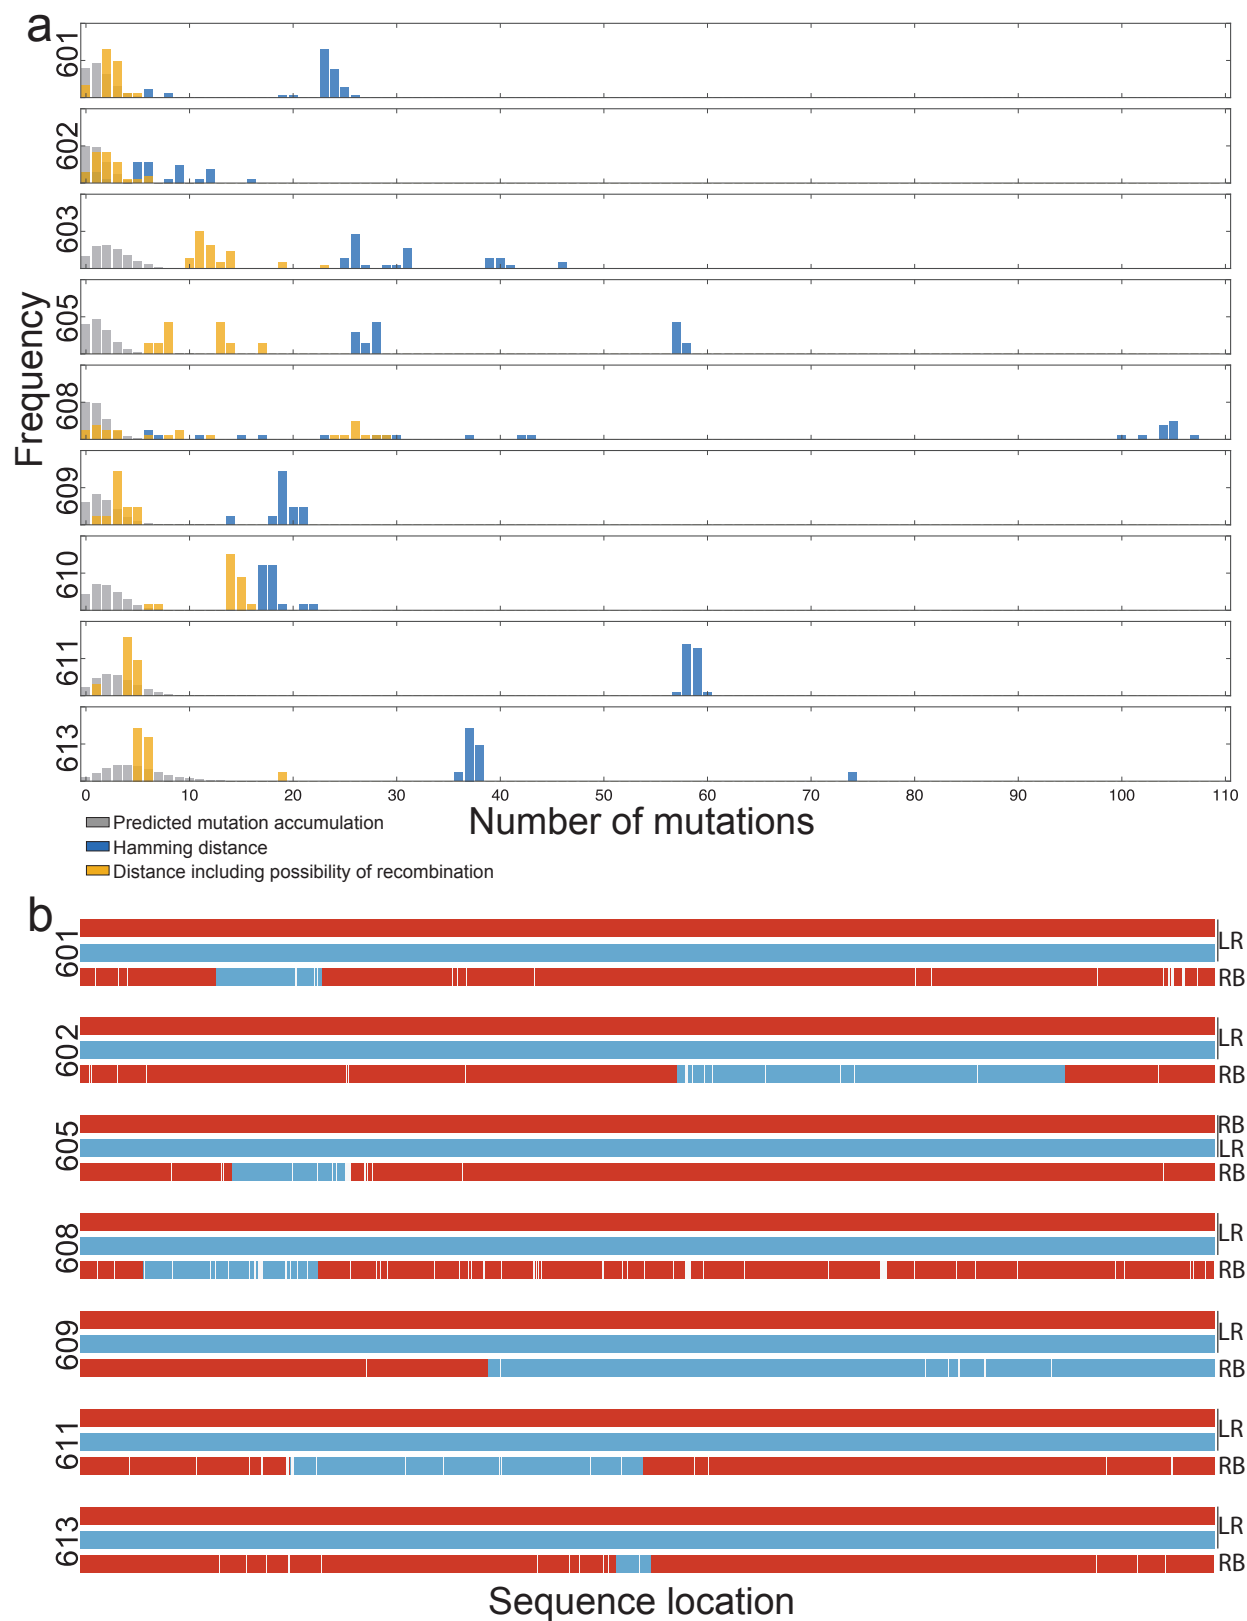 a
601
602
603
605
608
609
610
611
613
Frequency
0 10 20 30 40 50 60 70 80 90 100 110
Number of mutations
Predicted mutation accumulation
Hamming distance
Distance including possibility of recombination
b
601
LR
RB
602
LR
RB
605
RB
LR
RB
608
LR
RB
609
LR
RB
611
LR
RB
613
LR
RB
Sequence location